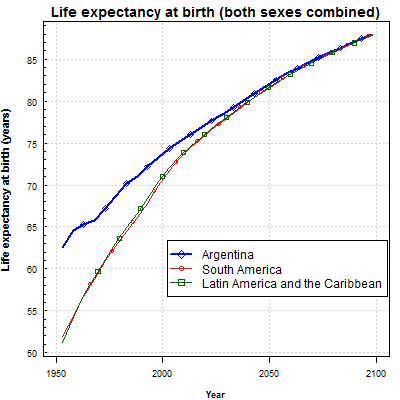 Life expectancy at birth (both sexes combined)
Life expectancy at birth (years)
85
80
75
70
65
60
55
50
Argentina
South America
Latin America and the Caribbean
1950
2000
2050
2100
Year